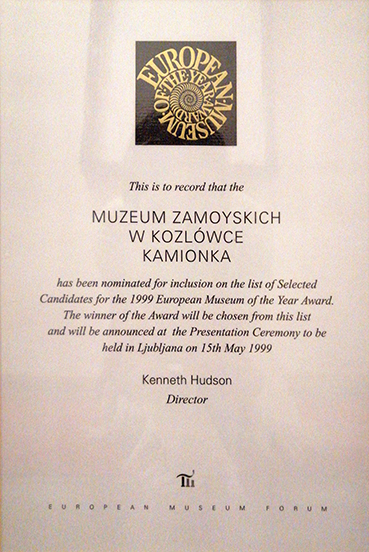 EUROPEAN·MUSEUM·OF·THE·YEAR·AWARD
This is to record that the
MUZEUM ZAMOYSKICH
W KOZLÓWCE
KAMIONKA
has been nominated for inclusion on the list of Selected
Candidates for the 1999 European Museum of the Year Award.
The winner of the Award will be chosen from this list
and will be announced at the Presentation Ceremony to be
held in Ljubljana on 15th May 1999
Kenneth Hudson
Director
EUROPEAN MUSEUM FORUM